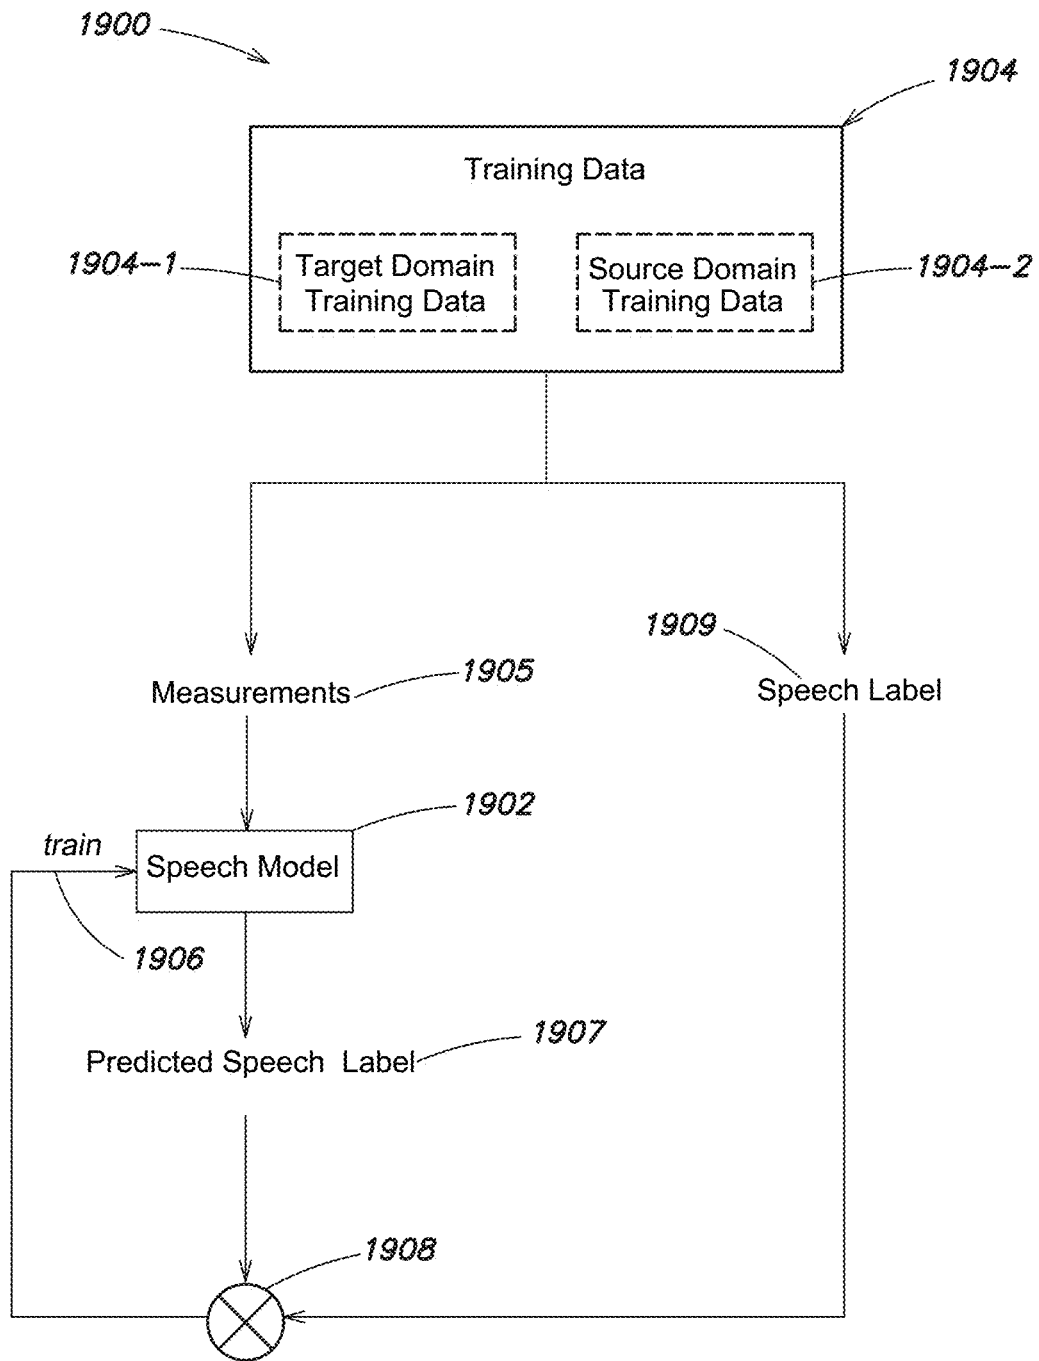 1900
1904
Training Data
1904-1
Target Domain
Training Data
Source Domain
Training Data
1904-2
1909
1905
Measurements
Speech Label
1902
train
Speech Model
1906
1907
Predicted Speech Label
1908